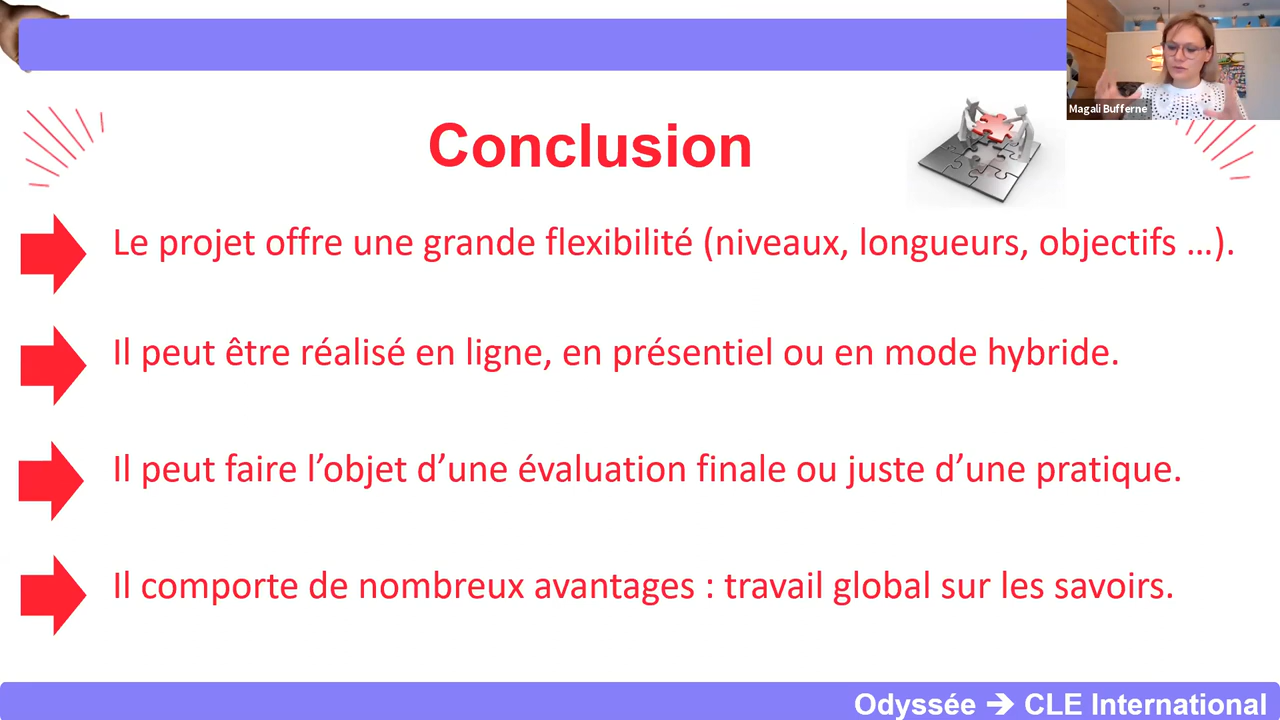 Magali Bufferne
Conclusion
Le projet offre une grande flexibilité (niveaux, longueurs, objectifs ...).
Il peut être réalisé en ligne, en présentiel ou en mode hybride.
Il peut faire l’objet d’une évaluation finale ou juste d’une pratique.
Il comporte de nombreux avantages : travail global sur les savoirs.
Odyssée → CLE International